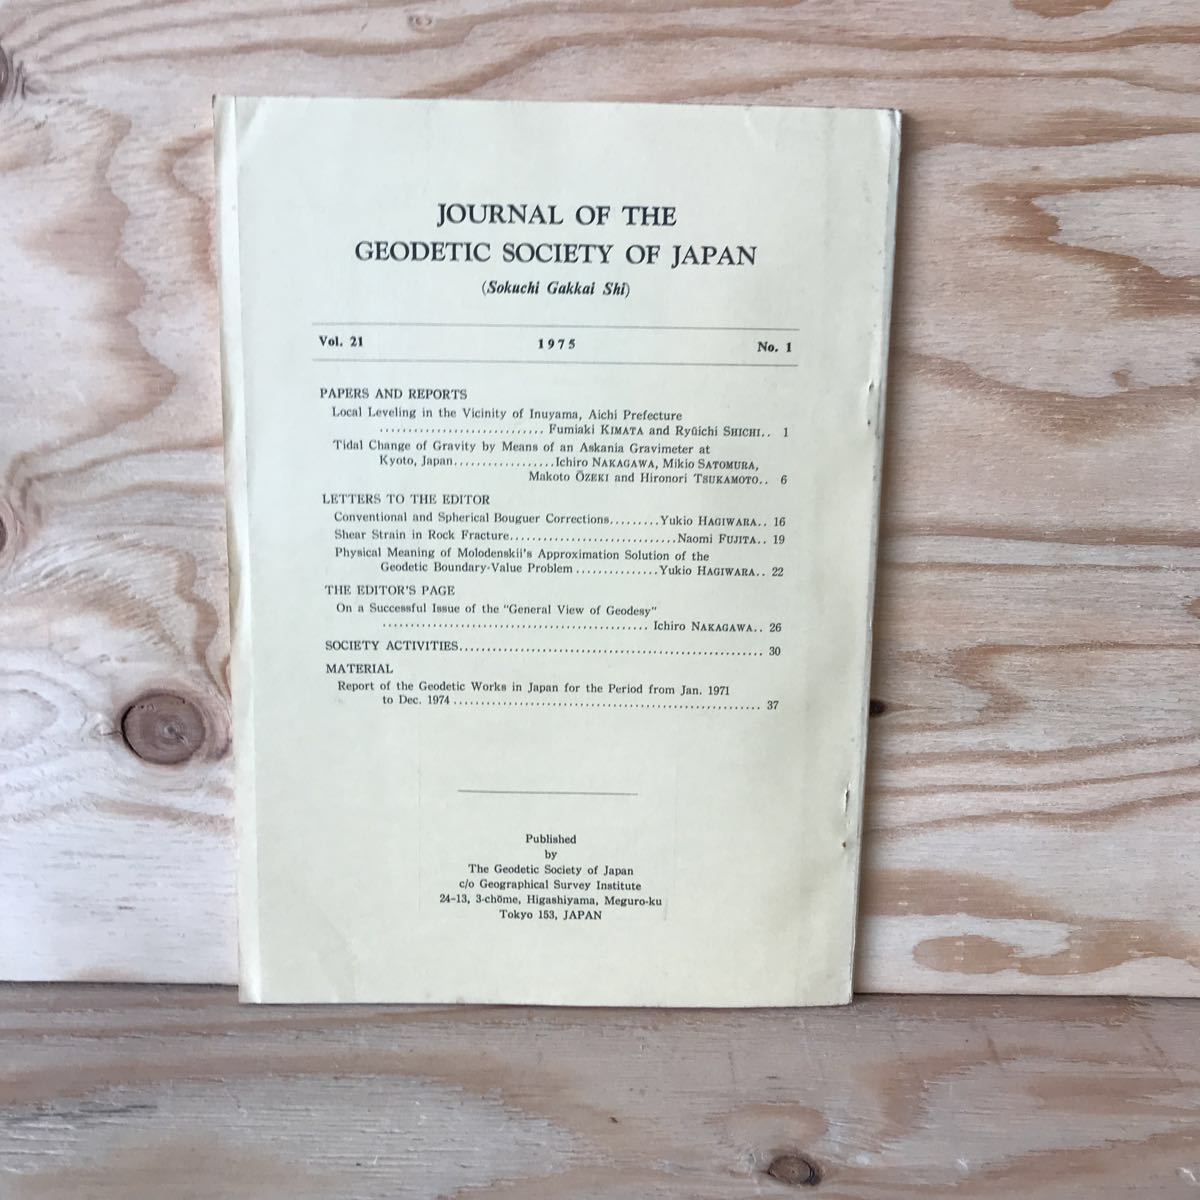 JOURNAL OF THE
GEODETIC SOCIETY OF JAPAN
(Sokuchi Gakkai Shi)
Vol. 21 1975 No. 1
PAPERS AND REPORTS
Local Leveling in the Vicinity of Inuyama, Aichi Prefecture
.............................. Fumiaki KIMATA and Ryūichi SHICHI.. 1
Tidal Change of Gravity by Means of an Askania Gravimeter at
Kyoto, Japan..................Ichiro NAKAGAWA, Mikio SATOMURA,
Makoto ŌZEKI and Hironori TSUKAMOTO.. 6
LETTERS TO THE EDITOR
Conventional and Spherical Bouguer Corrections.........Yukio HAGIWARA.. 16
Shear Strain in Rock Fracture..............................Naomi FUJITA.. 19
Physical Meaning of Molodenskii's Approximation Solution of the
Geodetic Boundary-Value Problem ...............Yukio HAGIWARA.. 22
THE EDITOR'S PAGE
On a Successful Issue of the "General View of Geodesy"
................................................ Ichiro NAKAGAWA.. 26
SOCIETY ACTIVITIES....................................................... 30
MATERIAL
Report of the Geodetic Works in Japan for the Period from Jan. 1971
to Dec. 1974 ......................................................... 37
Published
by
The Geodetic Society of Japan
c/o Geographical Survey Institute
24-13, 3-chōme, Higashiyama, Meguro-ku
Tokyo 153, JAPAN